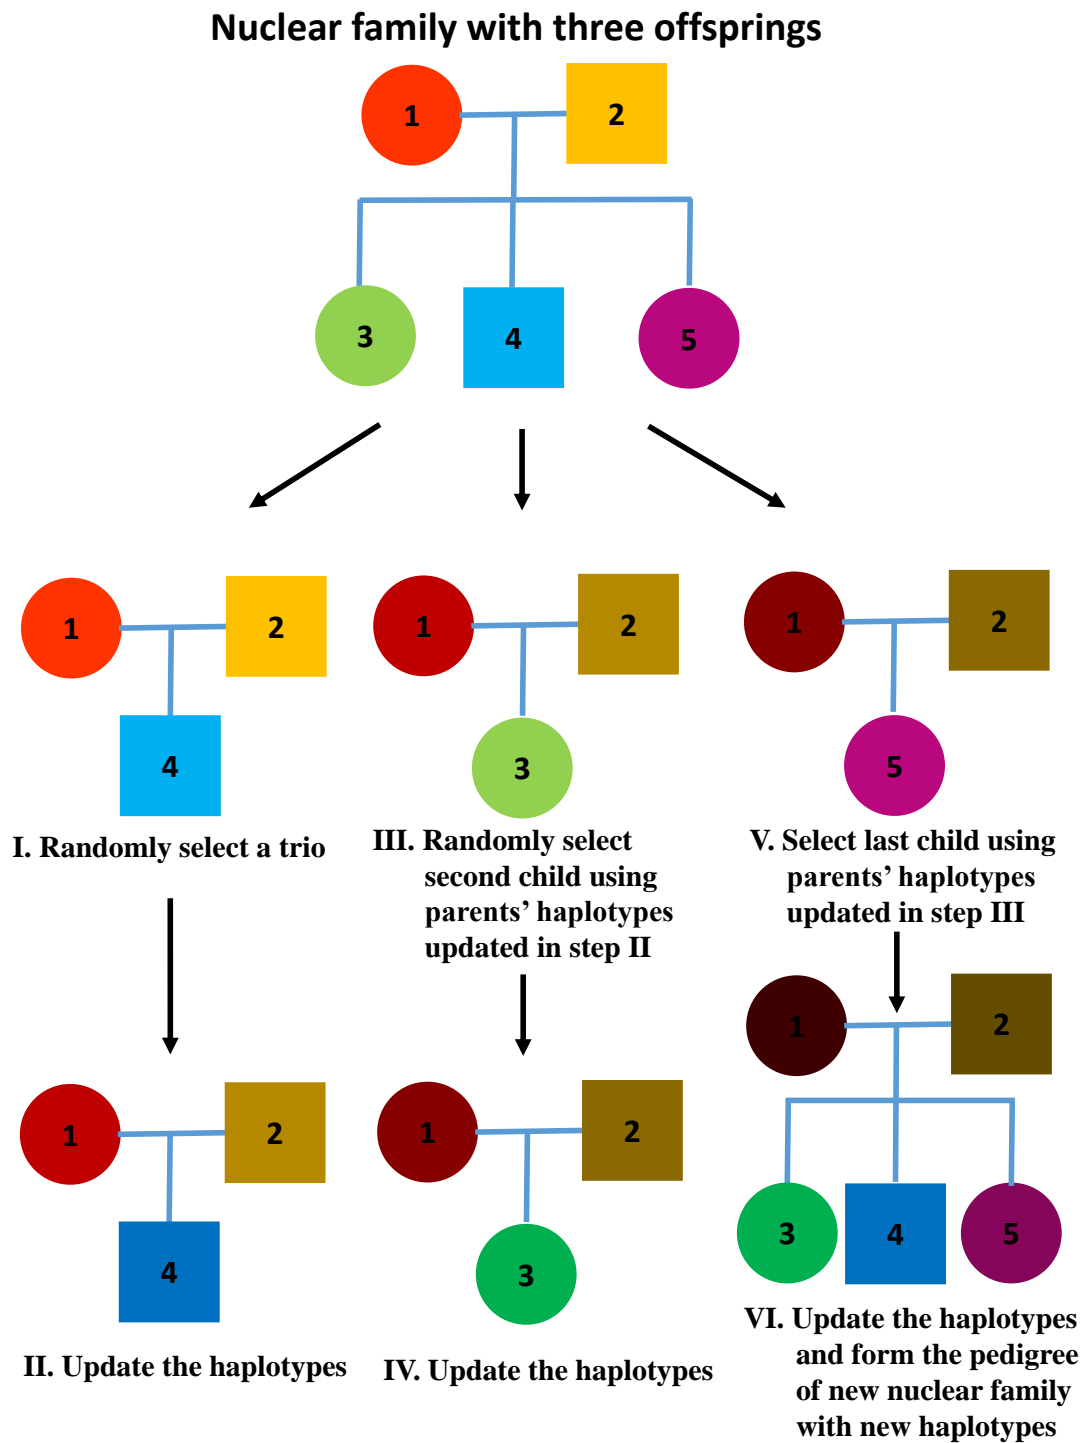 Nuclear family with three offsprings
1
2
3
4
5
1
2
4
I. Randomly select a trio
1
2
3
III. Randomly select
second child using
parents’ haplotypes
updated in step II
1
2
5
V. Select last child using
parents’ haplotypes
updated in step III
1
2
4
II. Update the haplotypes
1
2
3
IV. Update the haplotypes
1
2
3
4
5
VI. Update the haplotypes
and form the pedigree
of new nuclear family
with new haplotypes